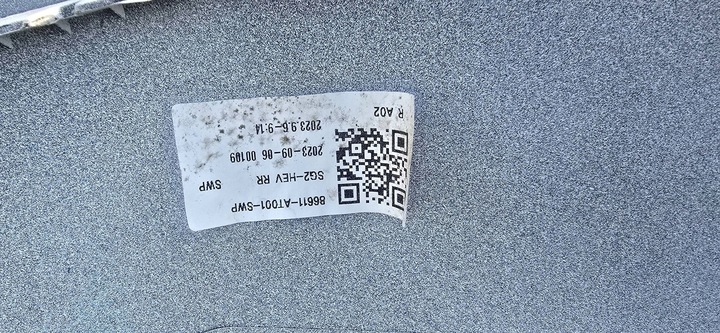 86611-AT001-SWP
SG2-HEV RR SWP
2023-09-06 00109
2023.9.6-9:14
R A02